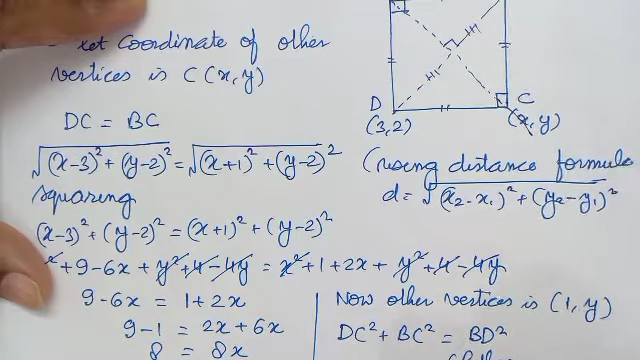 Let Coordinate of other
vertices is C (x,y)
DC = BC
√(x-3)² + (y-2)² = √(x+1)² + (y-2)²
squaring
(x-3)² + (y-2)² = (x+1)² + (y-2)²
x² + 9 - 6x + y² + 4 - 4y = x² + 1 + 2x + y² + 4 - 4y
9 - 6x = 1 + 2x
9 - 1 = 2x + 6x
8 = 8x
D
(3,2)
C
(x,y)
(using distance formula
d = √(x₂-x₁)² + (y₂-y₁)²
Now other vertices is (1, y)
DC² + BC² = BD²